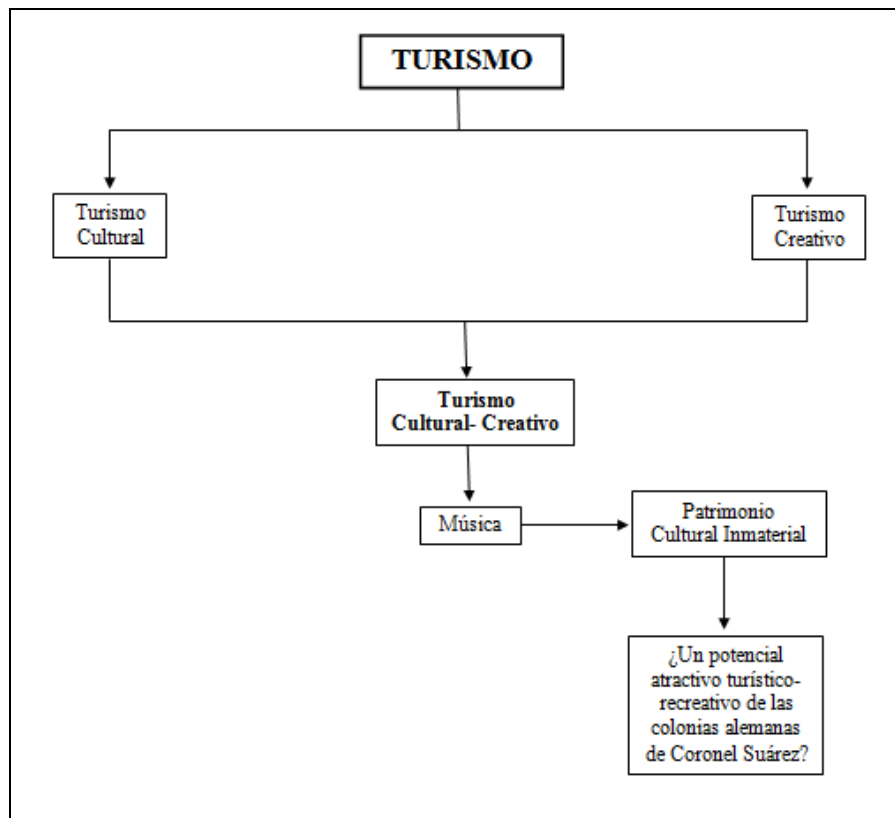 TURISMO
Turismo
Cultural
Turismo
Creativo
Turismo
Cultural- Creativo
Música
Patrimonio
Cultural Inmaterial
¿Un potencial
atractivo turístico-
recreativo de las
colonias alemanas
de Coronel Suárez?